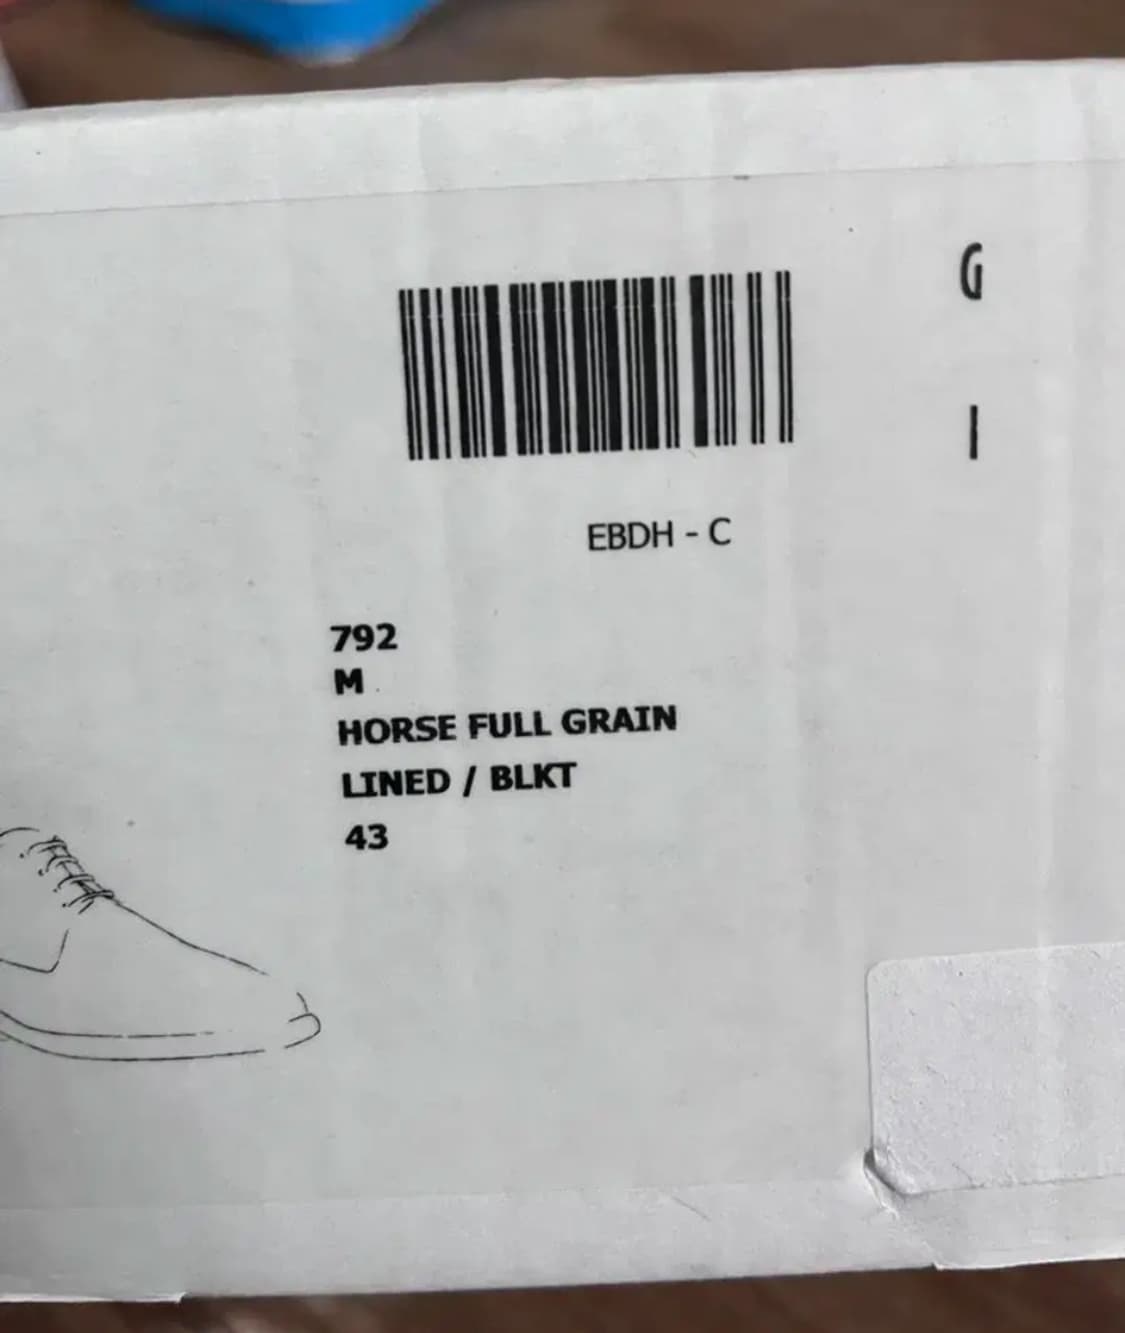 G
I
EBDH - C
792
M
HORSE FULL GRAIN
LINED / BLKT
43